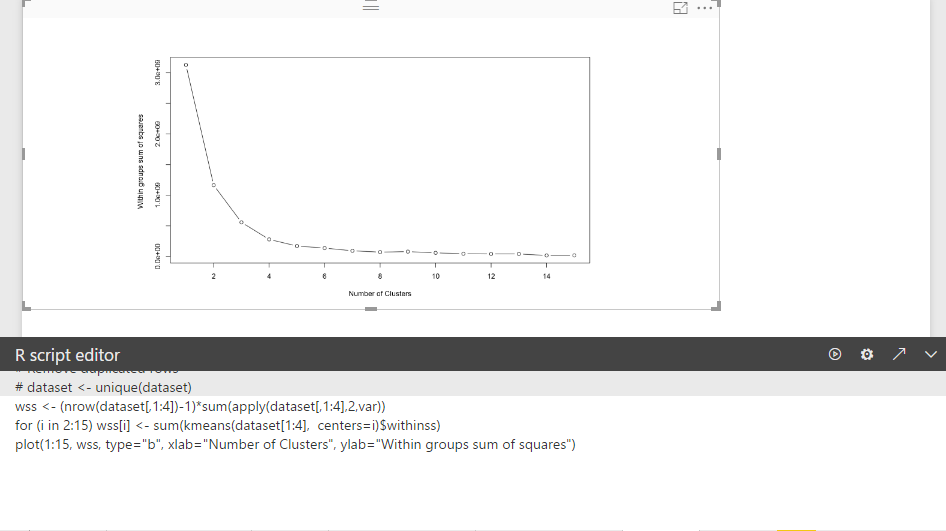 3.0e+09
2.0e+09
1.0e+09
0.0e+00
Within groups sum of squares
2 4 6 8 10 12 14
Number of Clusters
R script editor
# Remove duplicated rows
# dataset <- unique(dataset)
wss <- (nrow(dataset[,1:4])-1)*sum(apply(dataset[,1:4],2,var))
for (i in 2:15) wss[i] <- sum(kmeans(dataset[1:4],  centers=i)$withinss)
plot(1:15, wss, type="b", xlab="Number of Clusters", ylab="Within groups sum of squares")